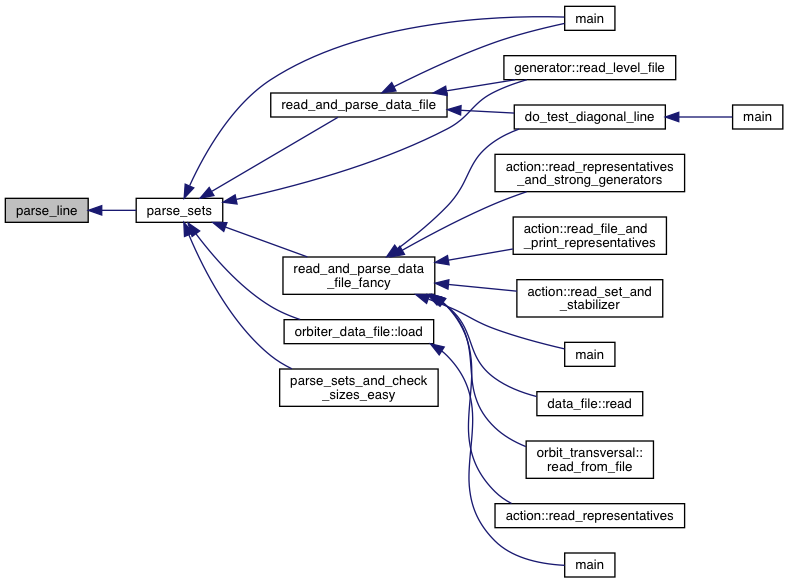 main
generator::read_level_file
read_and_parse_data_file
do_test_diagonal_line
main
action::read_representatives
_and_strong_generators
parse_line
parse_sets
action::read_file_and
_print_representatives
read_and_parse_data
_file_fancy
action::read_set_and
_stabilizer
orbiter_data_file::load
main
parse_sets_and_check
_sizes_easy
data_file::read
orbit_transversal::
read_from_file
action::read_representatives
main